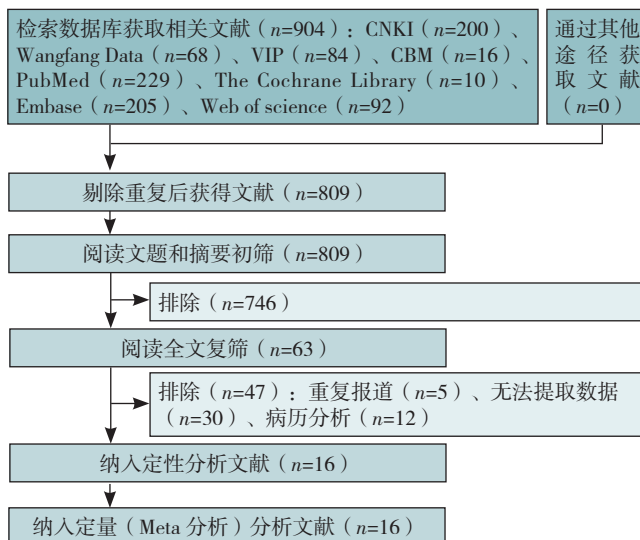 检索数据库获取相关文献（n=904）：CNKI（200）、
Wangfang Data（n=68）、VIP（n=84）、CBM（n=16）、
PubMed（n=229）、The Cochrane Library（n=10）、
Embase（n=205）、Web of science（n=92）
通过其他
途径获
取文献
（n=0）
剔除重复后获得文献（n=809）
阅读文题和摘要初筛（n=809）
排除（n=746）
阅读全文复筛（n=63）
排除（n=47）：重复报道（n=5）、无法提取数据
（n=30）、病历分析（n=12）
纳入定性分析文献（n=16）
纳入定量（Meta 分析）分析文献（n=16）